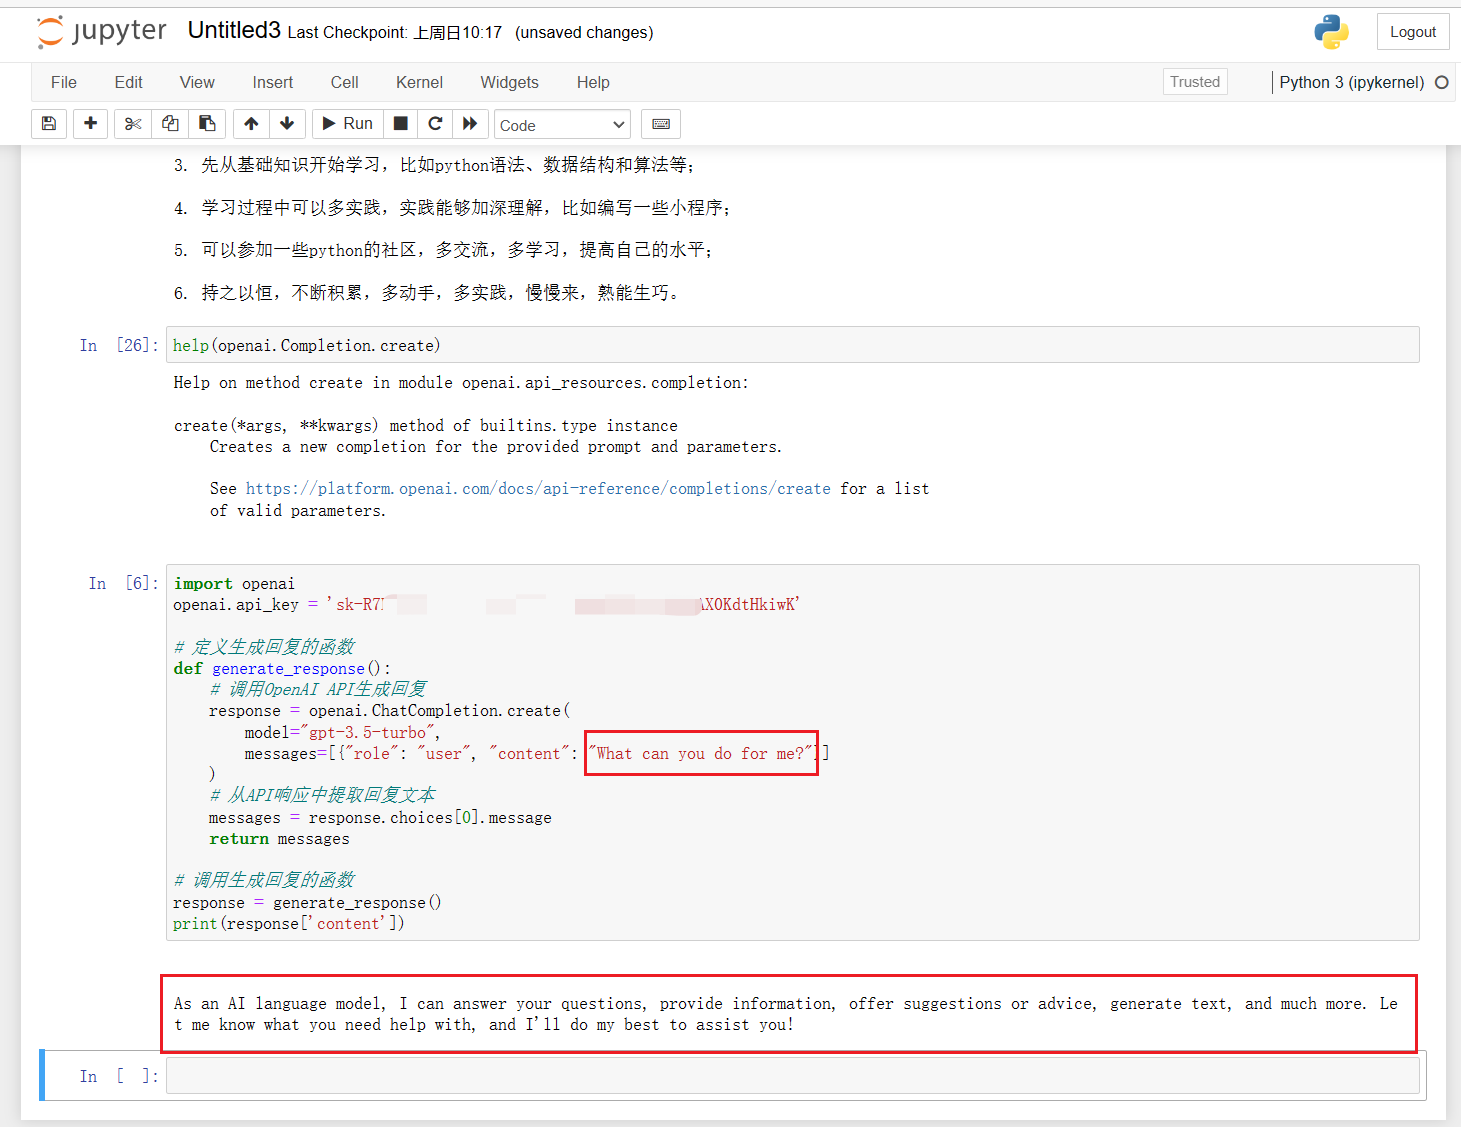 jupyter Untitled3 Last Checkpoint: 上周日10:17 (unsaved changes) Logout
File Edit View Insert Cell Kernel Widgets Help Trusted Python 3 (ipykernel)
Run Code
3. 先从基础知识开始学习，比如python语法、数据结构和算法等；
4. 学习过程中可以多实践，实践能够加深理解，比如编写一些小程序；
5. 可以参加一些python的社区，多交流，多学习，提高自己的水平；
6. 持之以恒，不断积累，多动手，多实践，慢慢来，熟能生巧。
In [26]: help(openai.Completion.create)
Help on method create in module openai.api_resources.completion:
create(*args, **kwargs) method of builtins.type instance
Creates a new completion for the provided prompt and parameters.
See https://platform.openai.com/docs/api-reference/completions/create for a list
of valid parameters.
In [6]: import openai
openai.api_key = 'sk-R7 XOKdtHkiwK'
# 定义生成回复的函数
def generate_response():
# 调用OpenAI API生成回复
response = openai.ChatCompletion.create(
model="gpt-3.5-turbo",
messages=[{"role": "user", "content": "What can you do for me?"}]
)
# 从API响应中提取回复文本
messages = response.choices[0].message
return messages
# 调用生成回复的函数
response = generate_response()
print(response['content'])
As an AI language model, I can answer your questions, provide information, offer suggestions or advice, generate text, and much more. Le
t me know what you need help with, and I'll do my best to assist you!
In [ ]: